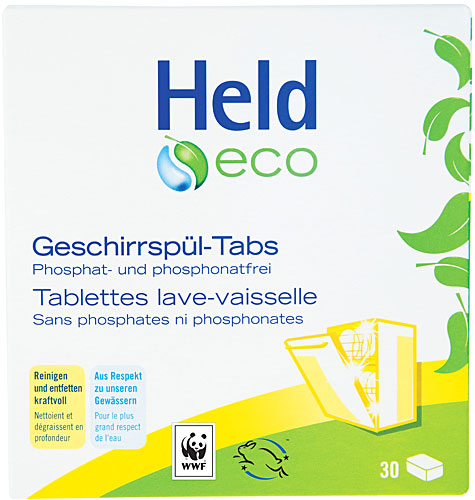 Held
eco
Geschirrspül-Tabs
Phosphat- und phosphonatfrei
Tablettes lave-vaisselle
Sans phosphates ni phosphonates
Reinigen
und entfetten
kraftvoll
Nettoient et
dégraissent en
profondeur
Aus Respekt
zu unseren
Gewässern
Pour le plus
grand respect
de l'eau
WWF
30